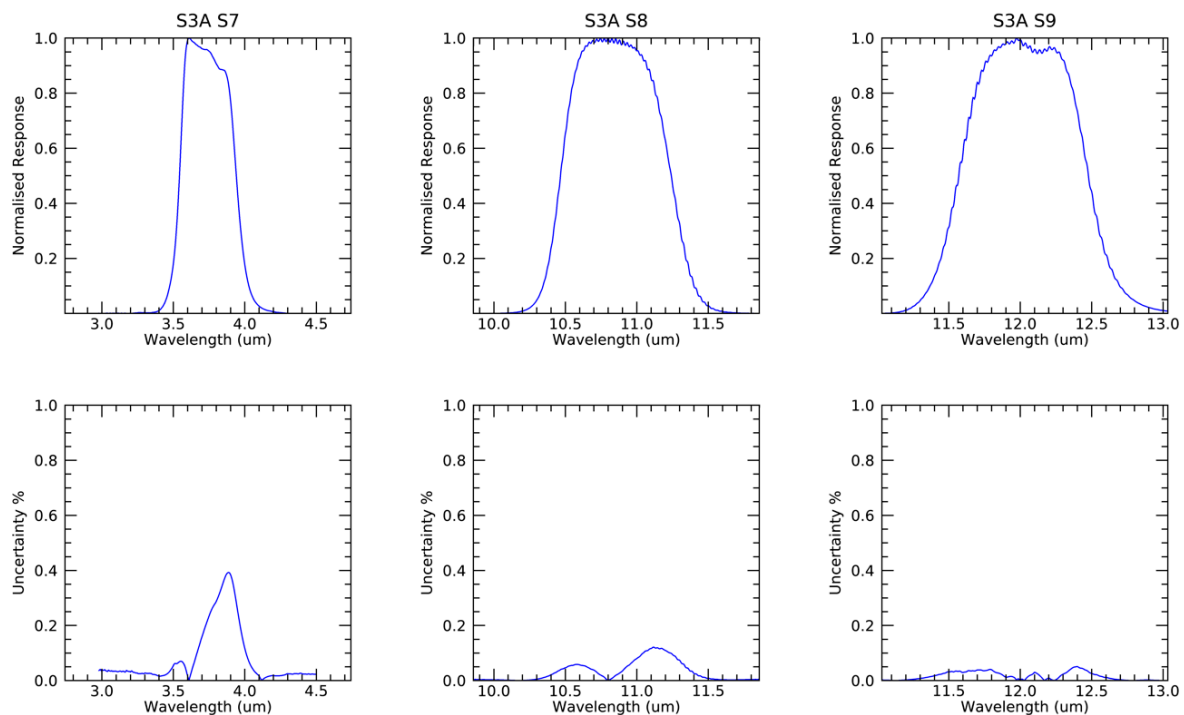 S3A S7
S3A S8
S3A S9
1.0
0.8
0.6
0.4
0.2
Normalised Response
3.0 3.5 4.0 4.5
Wavelength (um)
1.0
0.8
0.6
0.4
0.2
Normalised Response
10.0 10.5 11.0 11.5
Wavelength (um)
1.0
0.8
0.6
0.4
0.2
Normalised Response
11.5 12.0 12.5 13.0
Wavelength (um)
1.0
0.8
0.6
0.4
0.2
0.0
Uncertainty %
3.0 3.5 4.0 4.5
Wavelength (um)
1.0
0.8
0.6
0.4
0.2
0.0
Uncertainty %
10.0 10.5 11.0 11.5
Wavelength (um)
1.0
0.8
0.6
0.4
0.2
0.0
Uncertainty %
11.5 12.0 12.5 13.0
Wavelength (um)